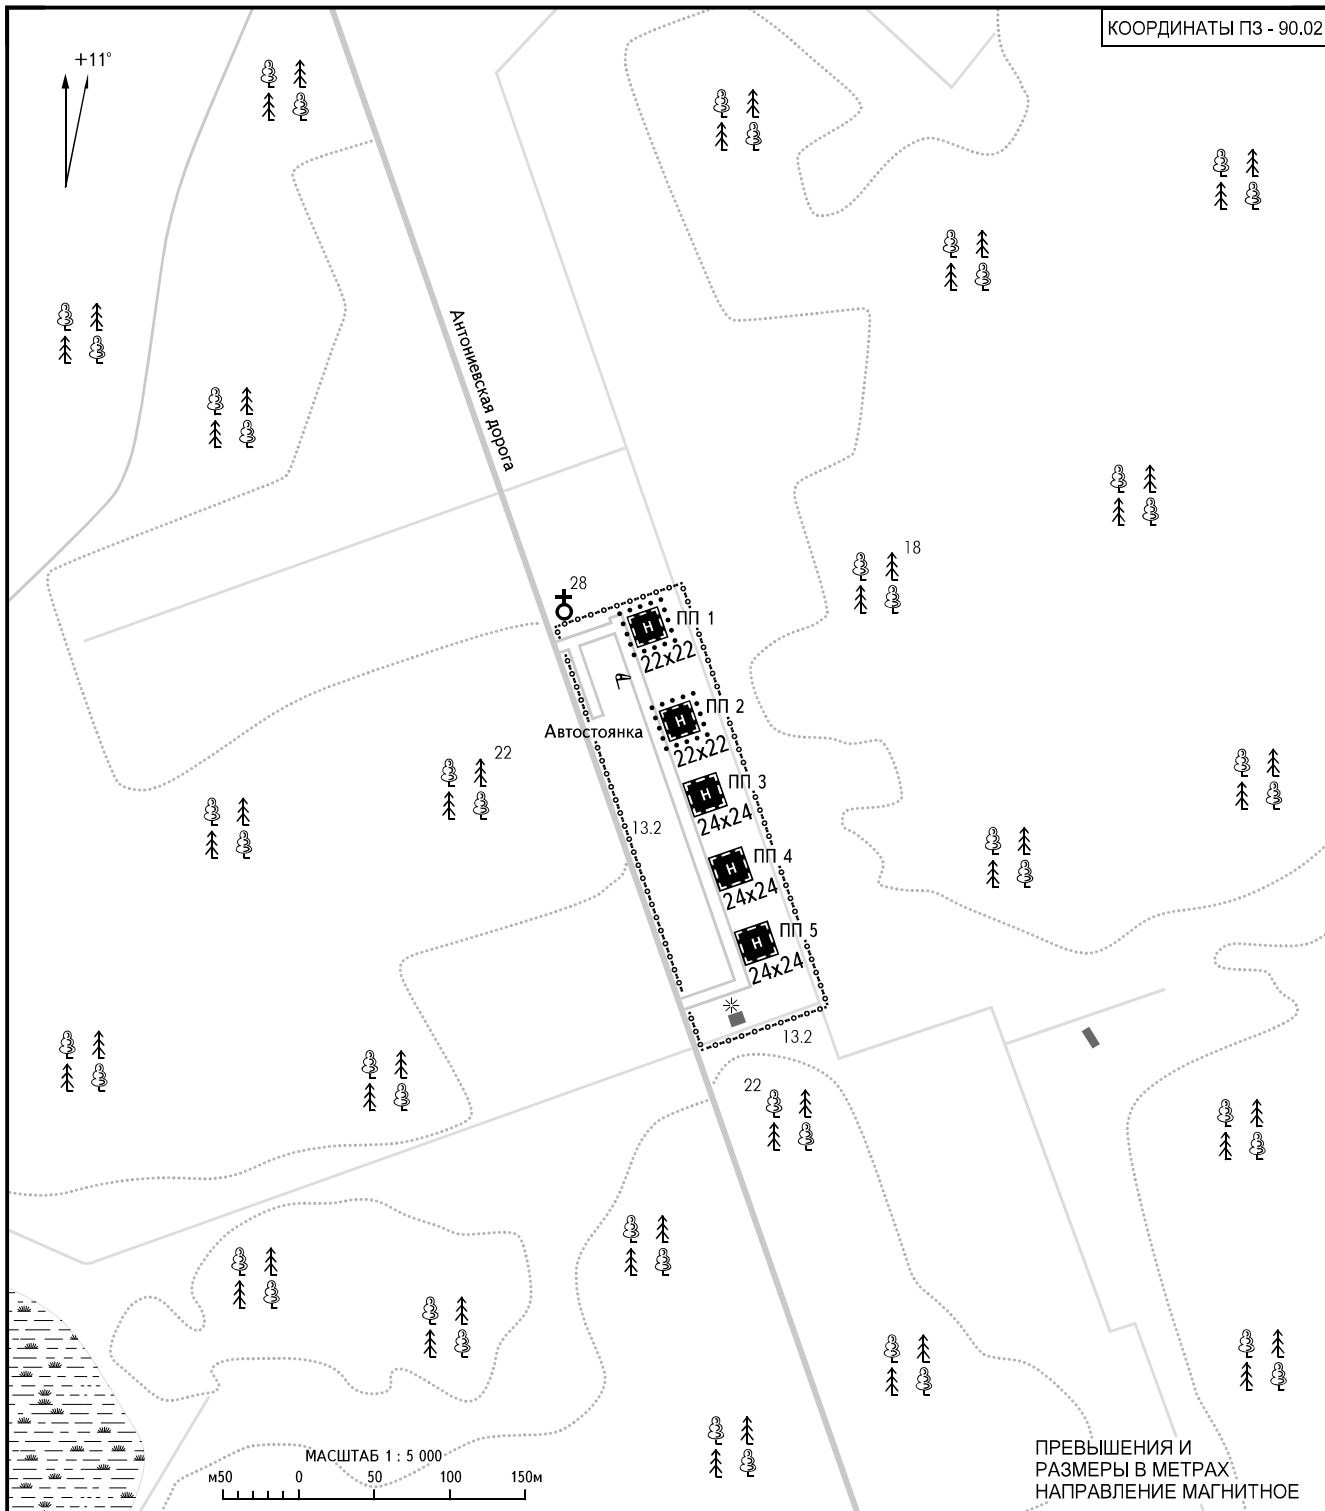 КООРДИНАТЫ ПЗ - 90.02
+11°
Антониевская дорога
18
28
ПП 1
22x22
ПП 2
Автостоянка
22x22
22
ПП 3
24x24
13.2
ПП 4
24x24
ПП 5
24x24
13.2
22
МАСШТАБ 1 : 5 000
м50 0 50 100 150м
ПРЕВЫШЕНИЯ И
РАЗМЕРЫ В МЕТРАХ
НАПРАВЛЕНИЕ МАГНИТНОЕ
H
H
H
H
H